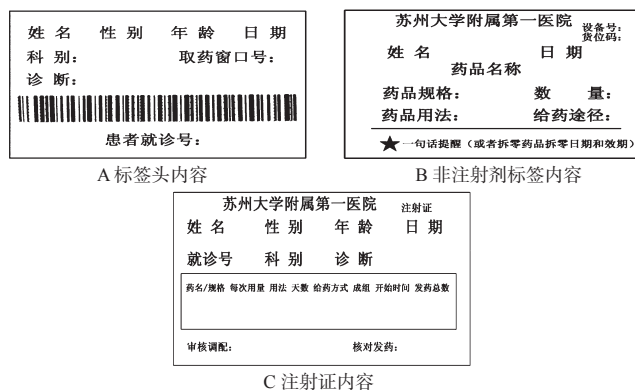 姓 名 性 别 年 龄 日 期
科 别： 取药窗口号：
诊 断：
患者就诊号：
A 标签头内容
苏州大学附属第一医院 设备号：
货位码：
姓 名 日 期
药品名称
药品规格： 数 量：
药品用法： 给药途径：
★一句话提醒（或者拆零药品拆零日期和效期）
B 非注射剂标签内容
苏州大学附属第一医院 注射证
姓 名 性 别 年 龄 日 期
就诊号 科 别 诊 断
药名/规格 每次用量 用法 天数 给药方式 成组 开始时间 发药总数
审核调配： 核对发药：
C 注射证内容